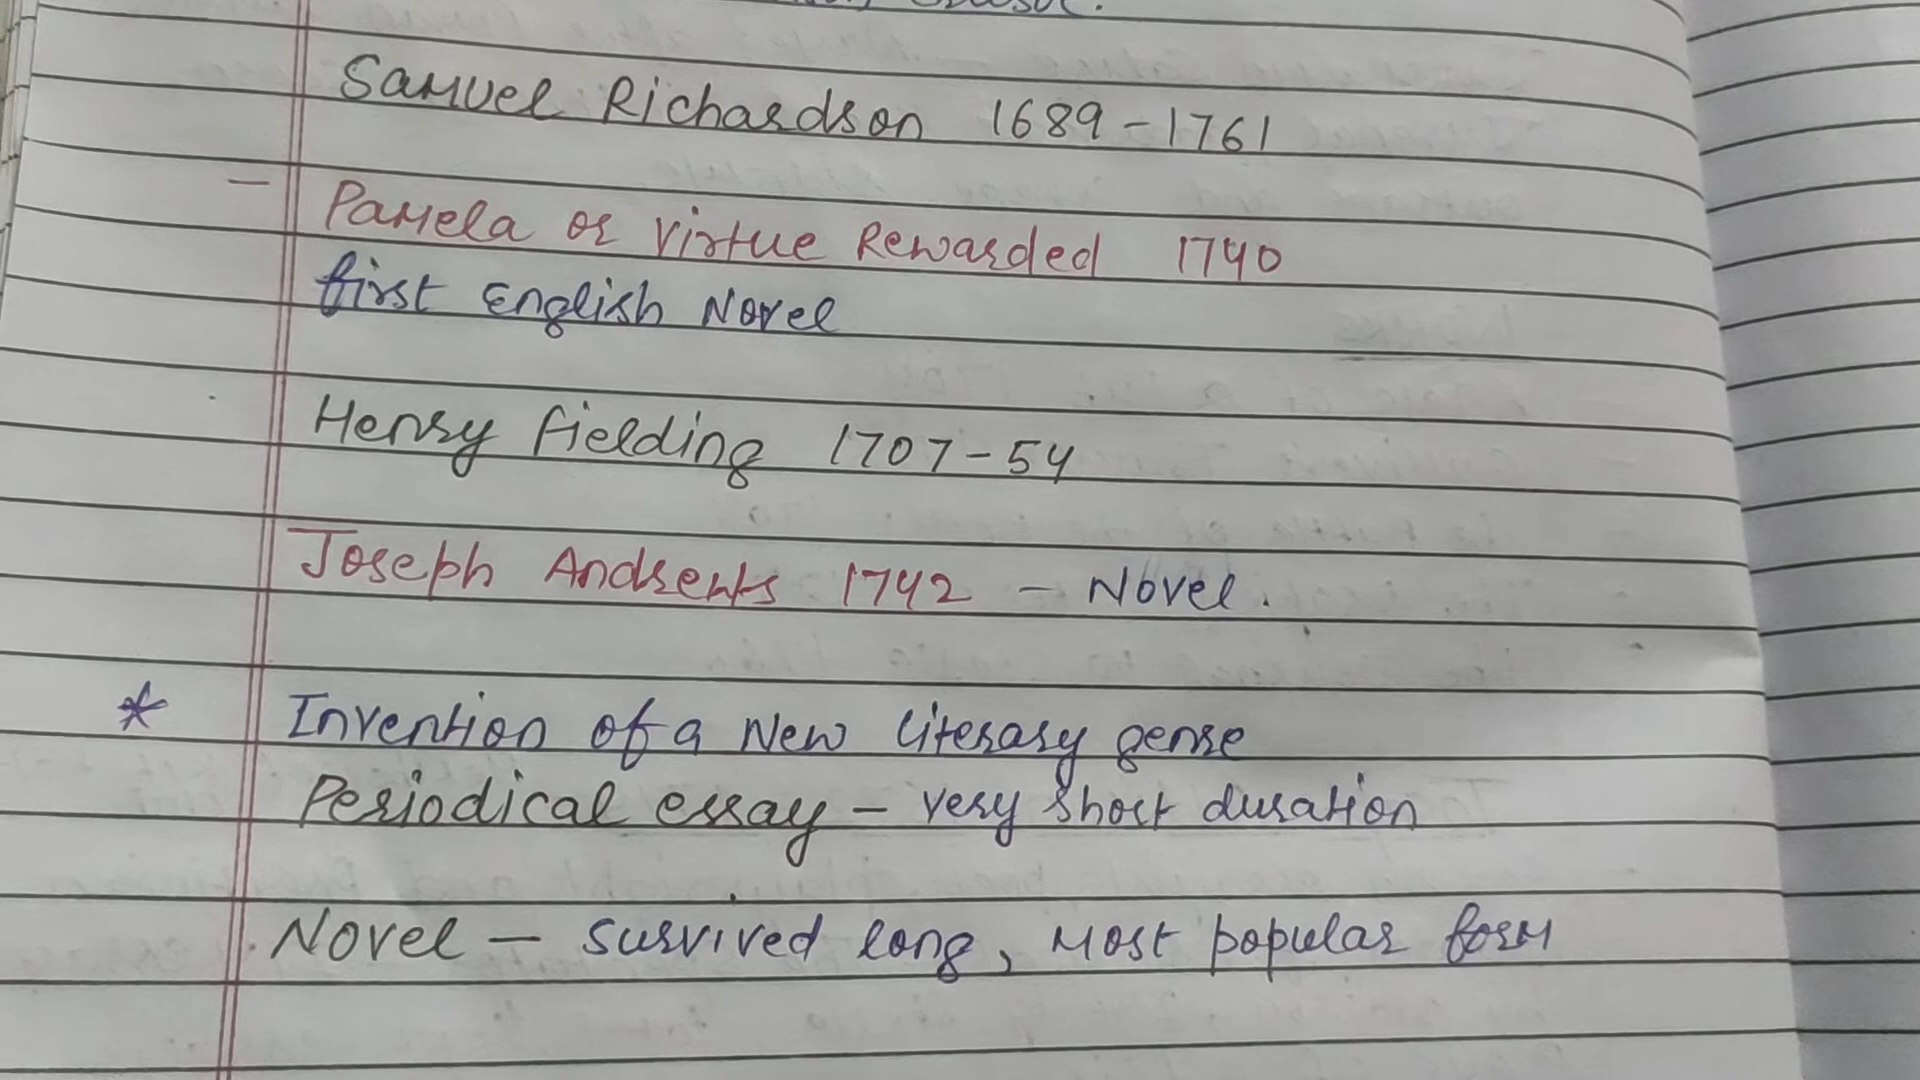 Samuel Richardson 1689-1761
- Pamela or Virtue Rewarded 1740
first English Novel
Henry Fielding 1707-54
Joseph Andrews 1742 - Novel.
* Invention of a New literary genre
Periodical essay - very short duration
Novel - survived long, most popular form